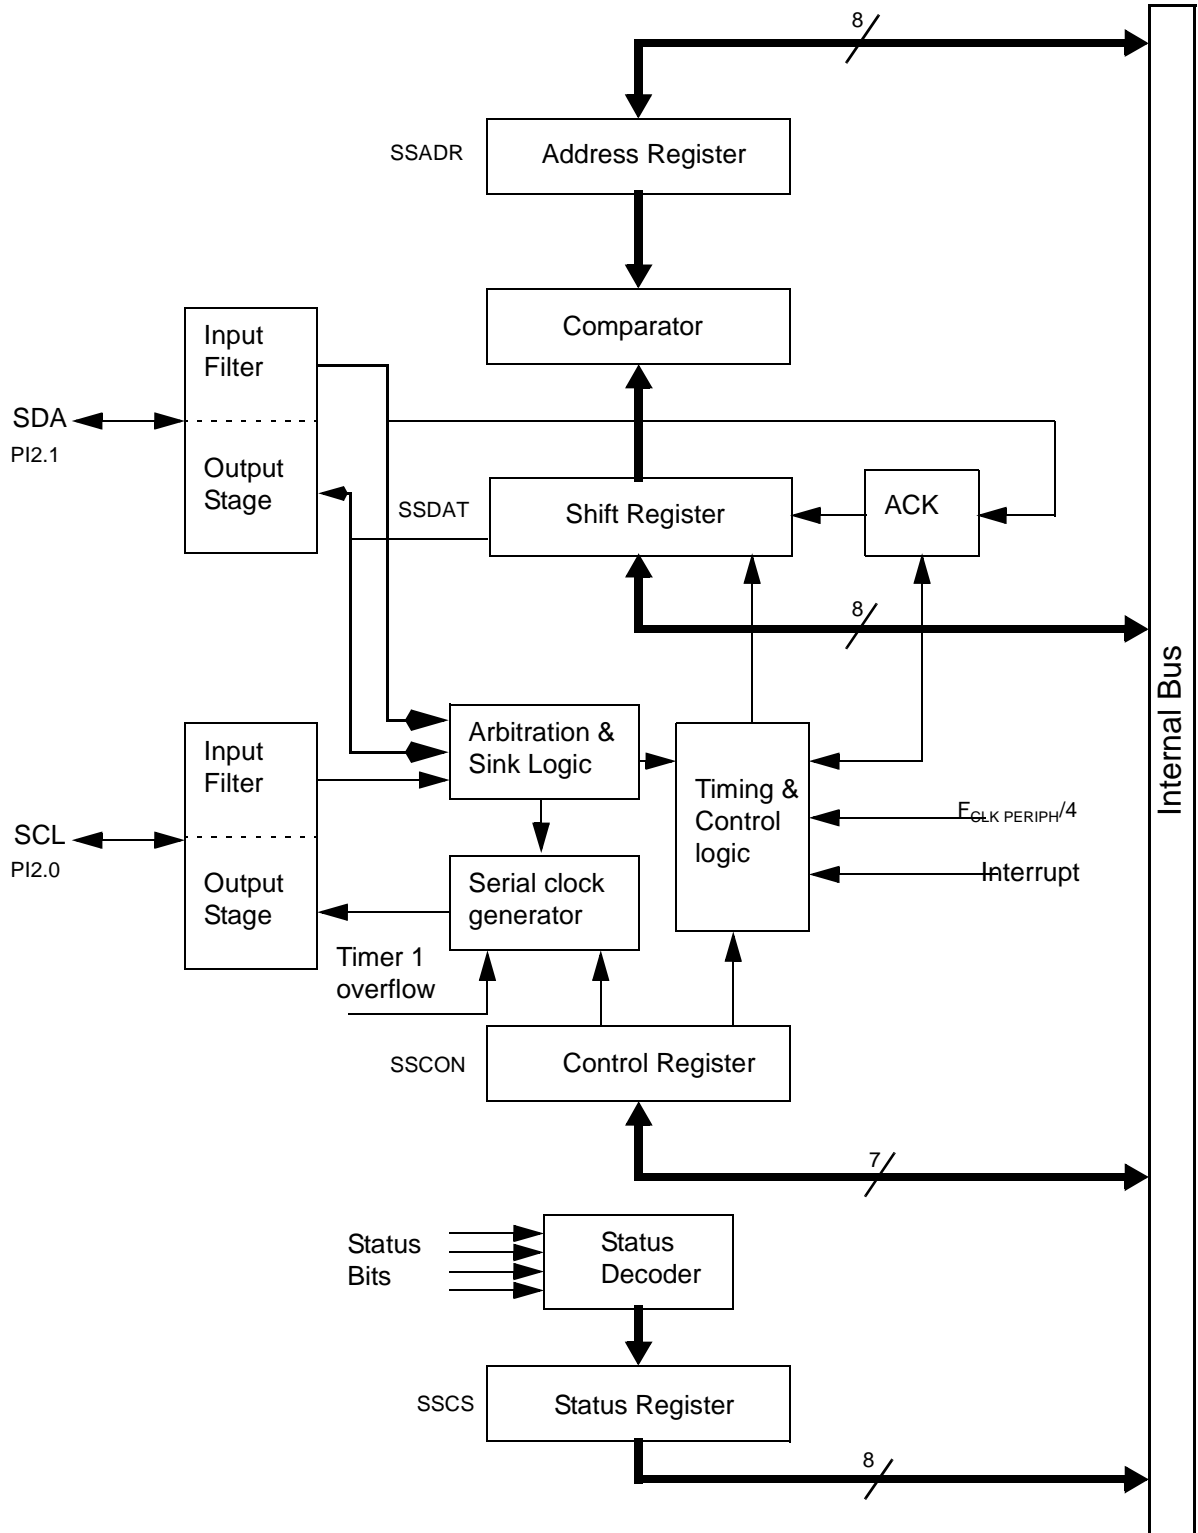 8
SSADR
Address Register
Comparator
Input
Filter
SDA
PI2.1
Output
Stage
SSDAT
Shift Register
ACK
8
Internal Bus
Input
Filter
Arbitration &
Sink Logic
Timing &
Control
logic
F CLK PERIPH/4
SCL
PI2.0
Output
Stage
Serial clock
generator
Interrupt
Timer 1
overflow
SSCON
Control Register
7
Status
Bits
Status
Decoder
SSCS
Status Register
8